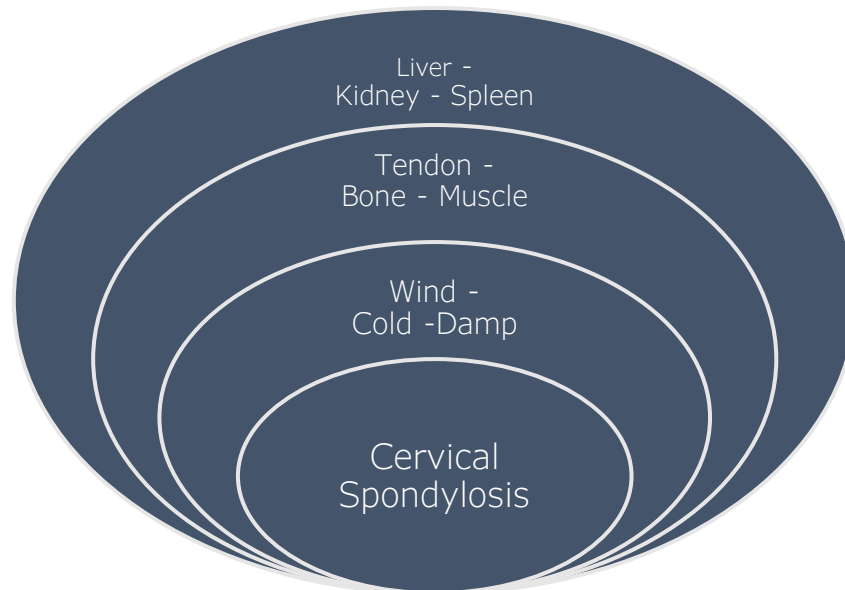 Liver -
Kidney - Spleen
Tendon -
Bone - Muscle
Wind -
Cold -Damp
Cervical
Spondylosis